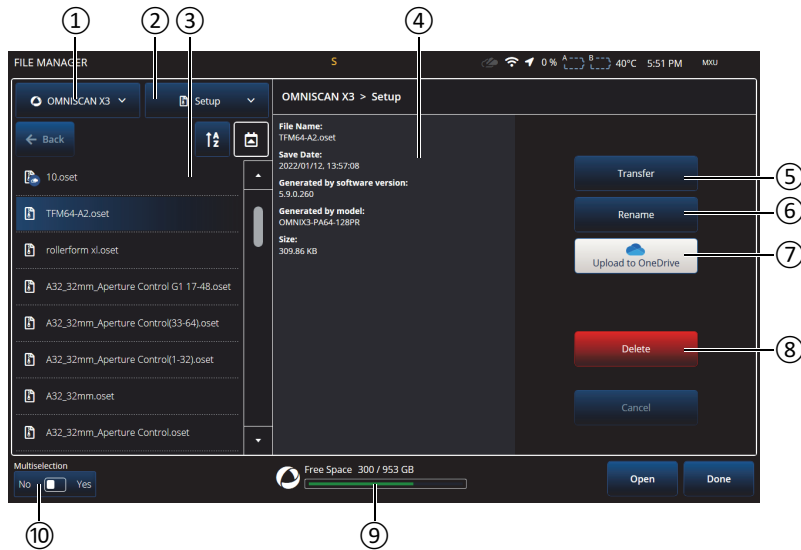 ① ② ③ ④
FILE MANAGER S 0 % A B 40°C 5:51 PM MXU
OMNISCAN X3 Setup OMNISCAN X3 > Setup
Back
File Name:
TFM64-A2.oset
Save Date:
2022/01/12, 13:57:08
Generated by software version:
5.9.0.260
Generated by model:
OMNIX3-PA64-128PR
Size:
309.86 KB
10.oset
TFM64-A2.oset
rollerform xl.oset
A32_32mm_Aperture Control G1 17-48.oset
A32_32mm_Aperture Control(33-64).oset
A32_32mm_Aperture Control(1-32).oset
A32_32mm.oset
A32_32mm_Aperture Control.oset
Transfer ⑤
Rename ⑥
Upload to OneDrive ⑦
Delete ⑧
Cancel
Multiselection
No Yes
Free Space 300 / 953 GB
Open Done
⑩ ⑨